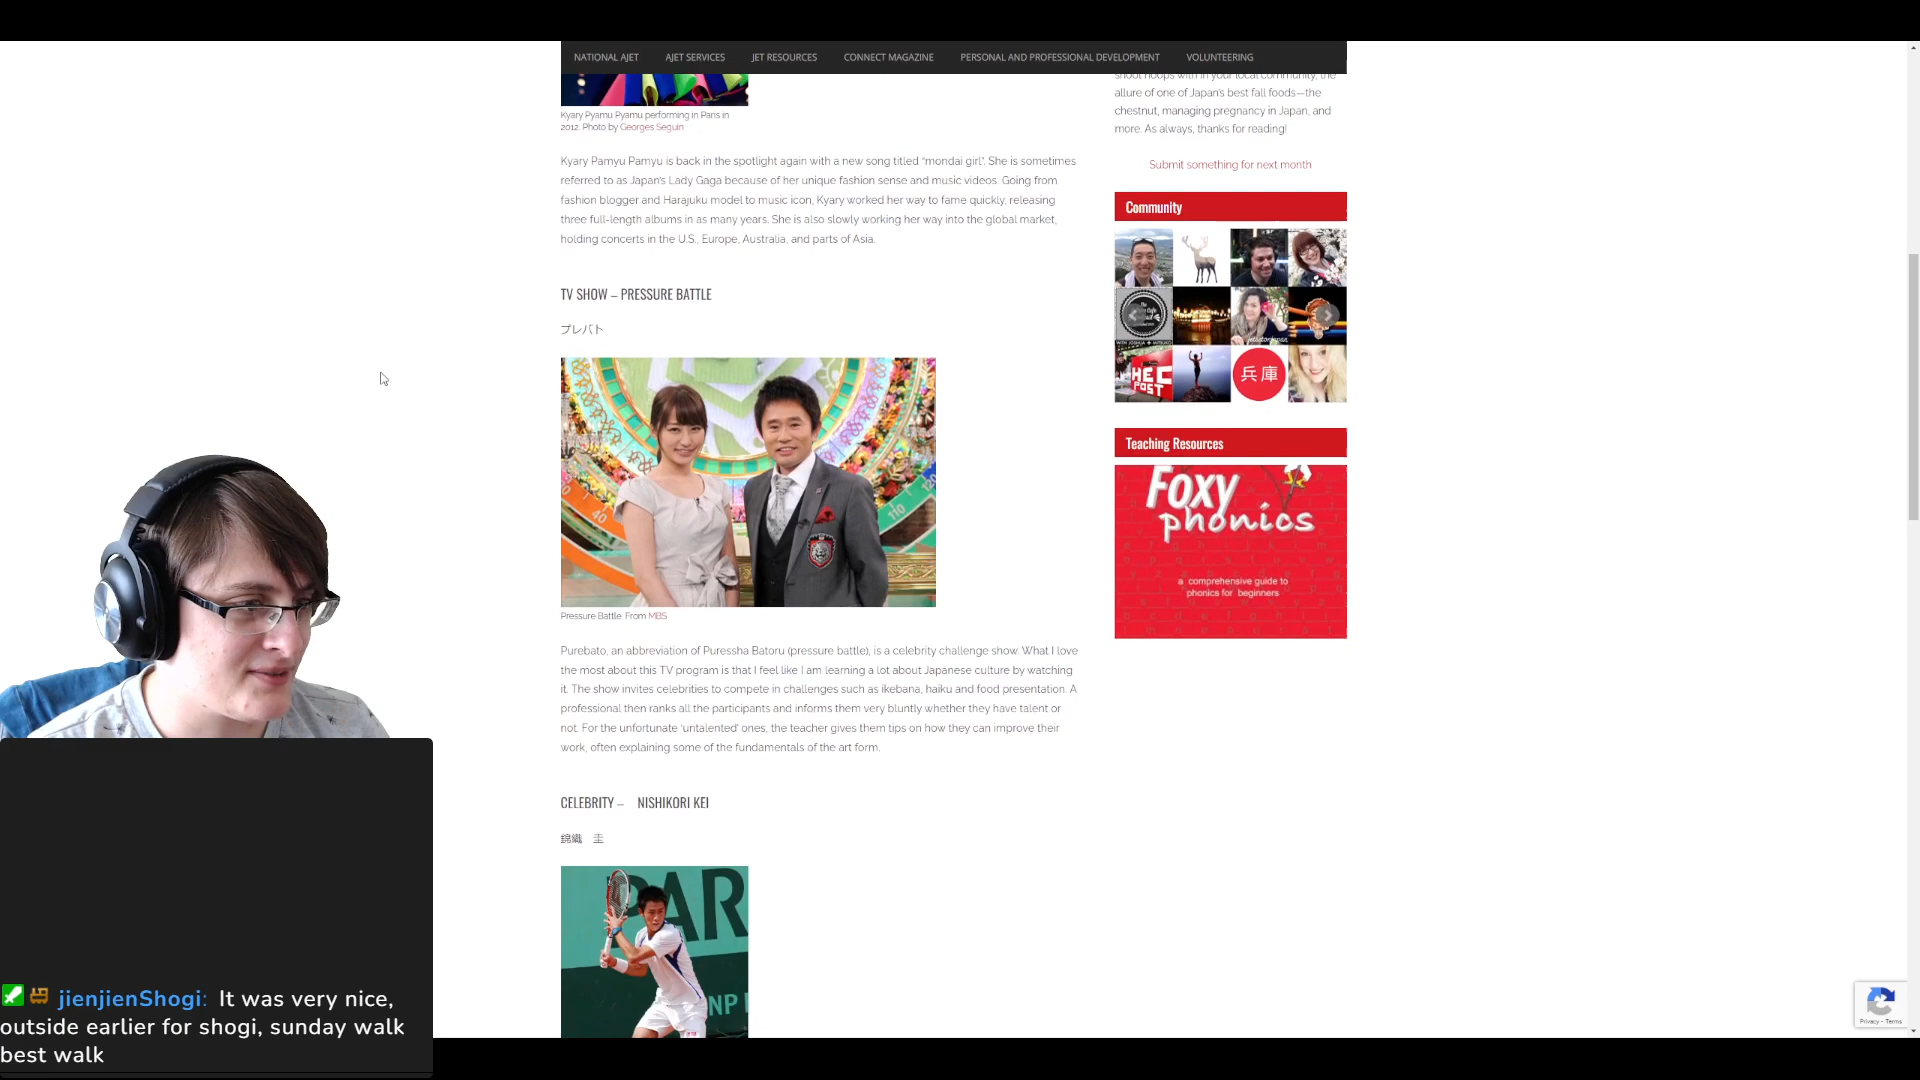 NATIONAL AJET AJET SERVICES JET RESOURCES CONNECT MAGAZINE PERSONAL AND PROFESSIONAL DEVELOPMENT VOLUNTEERING
Kyary Pyamu Pyamu performing in Paris in
2012. Photo by Georges Seguin
Kyary Pamyu Pamyu is back in the spotlight again with a new song titled “mondai girl”. She is sometimes
referred to as Japan’s Lady Gaga because of her unique fashion sense and music videos. Going from
fashion blogger and Harajuku model to music icon, Kyary worked her way to fame quickly, releasing
three full-length albums in as many years. She is also slowly working her way into the global market,
holding concerts in the U.S., Europe, Australia, and parts of Asia.
TV SHOW – PRESSURE BATTLE
プレバト
40
110
120
Pressure Battle. From MBS
Purebato, an abbreviation of Puressha Batoru (pressure battle), is a celebrity challenge show. What I love
the most about this TV program is that I feel like I am learning a lot about Japanese culture by watching
it. The show invites celebrities to compete in challenges such as ikebana, haiku and food presentation. A
professional then ranks all the participants and informs them very bluntly whether they have talent or
not. For the unfortunate ‘untalented’ ones, the teacher gives them tips on how they can improve their
work, often explaining some of the fundamentals of the art form.
CELEBRITY – NISHIKORI KEI
錦織 圭
PAR
NP
shoot hoops with in your local community, the
allure of one of Japan’s best fall foods—the
chestnut, managing pregnancy in Japan, and
more. As always, thanks for reading!
Submit something for next month
Community
HEC
POST
兵庫
Teaching Resources
Foxy
phonics
a comprehensive guide to
phonics for beginners
Privacy - Terms
jienjienShogi: It was very nice,
outside earlier for shogi, sunday walk
best walk